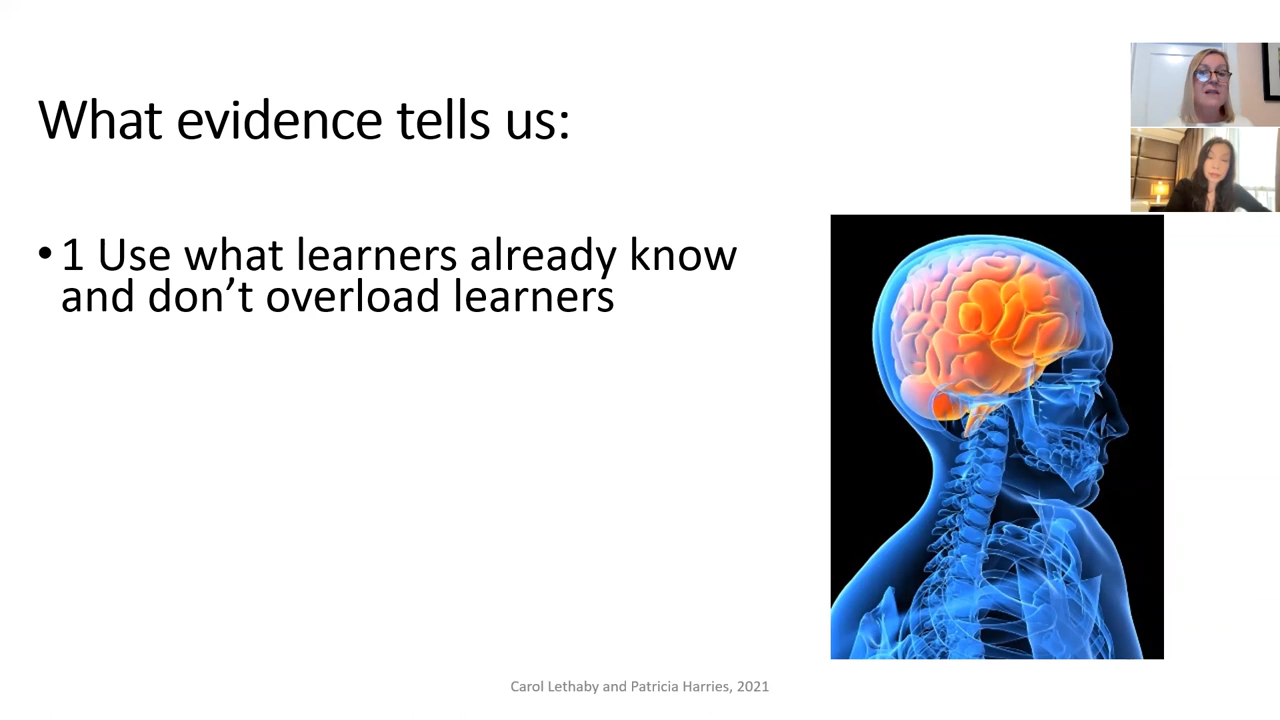 What evidence tells us:
• 1 Use what learners already know
and don’t overload learners
Carol Lethaby and Patricia Harries, 2021